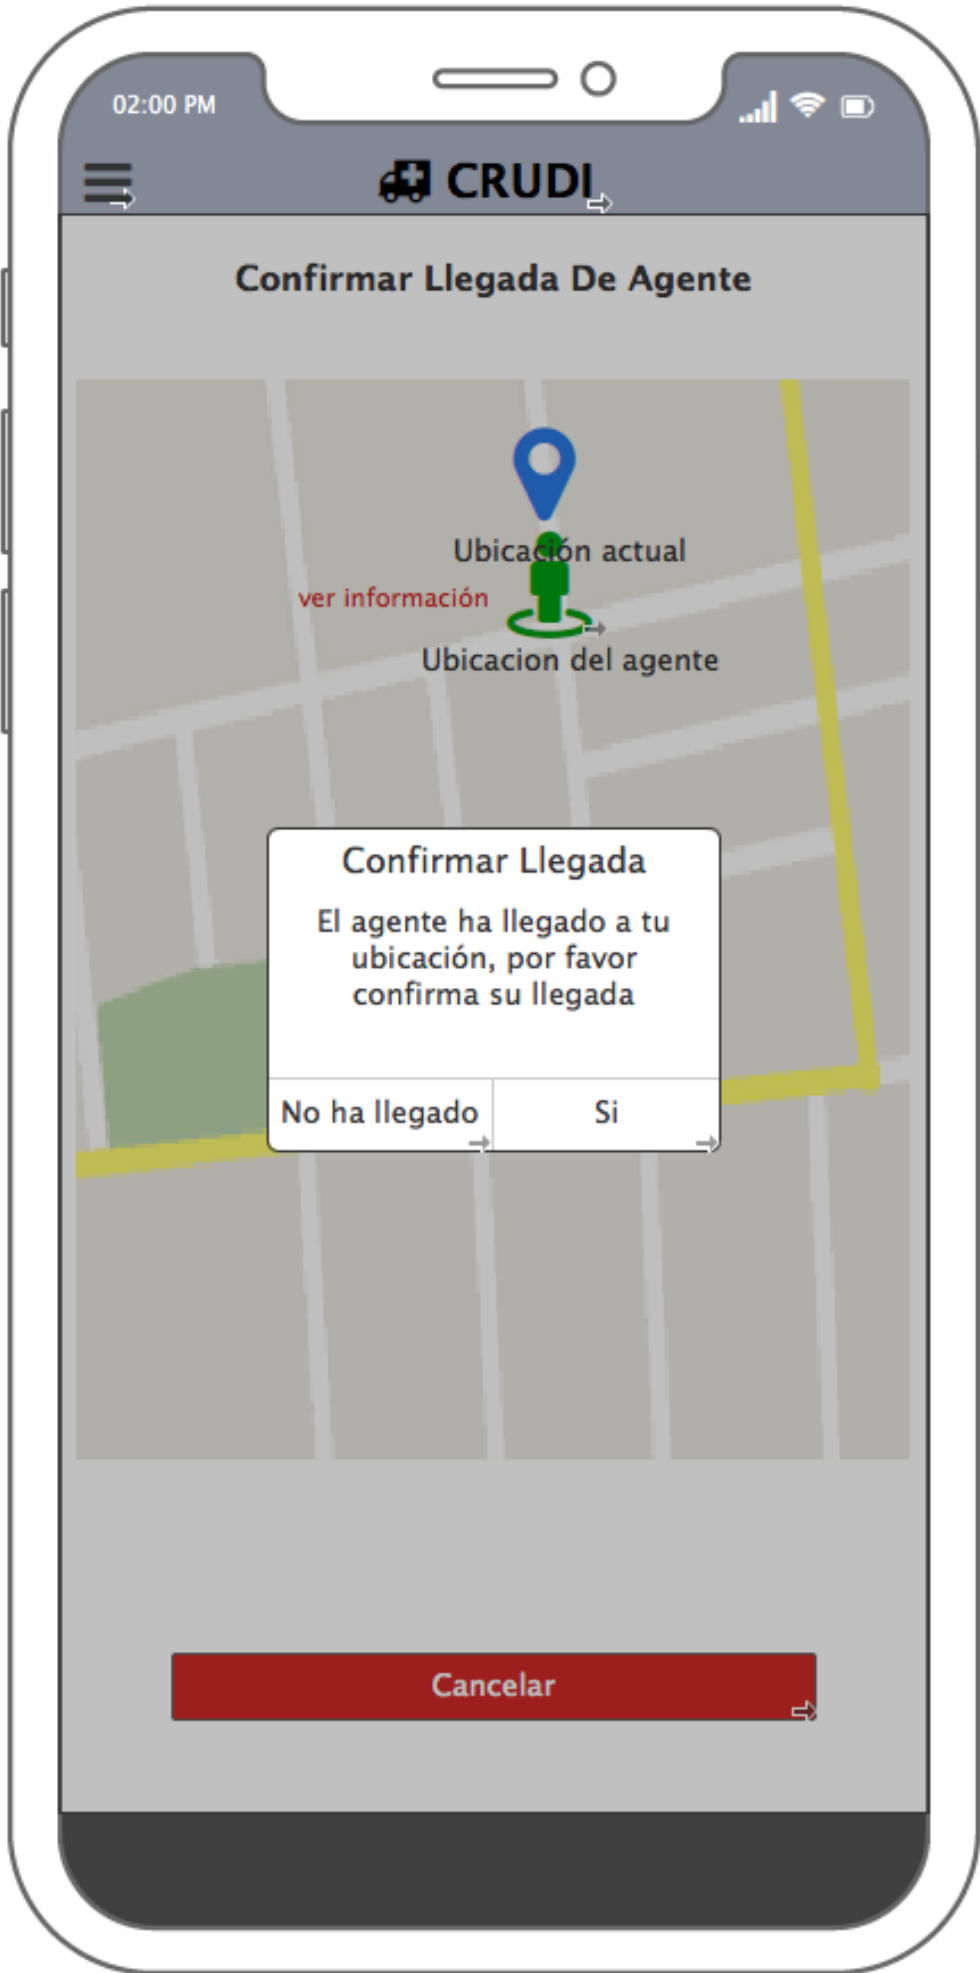 02:00 PM
CRUDI
Confirmar Llegada De Agente
Ubicación actual
ver información
Ubicacion del agente
Confirmar Llegada
El agente ha llegado a tu
ubicación, por favor
confirma su llegada
No ha llegado
Si
Cancelar